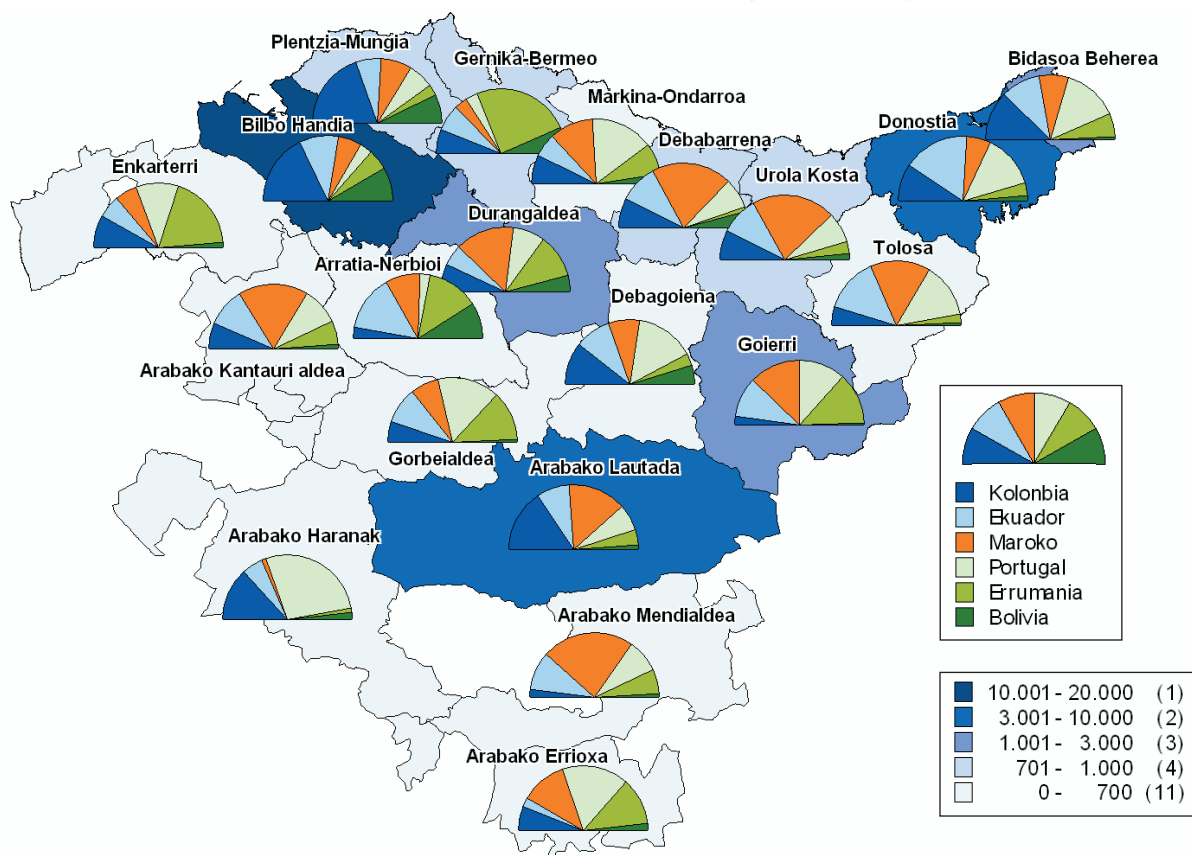 Plentzia-Mungia
Gernika-Bermeo
Bidasoa Beherea
Markina-Ondarroa
Donostia
Bilbo Handia
Debabarrena
Enkarterri
Urola Kosta
Durangaldea
Tolosa
Arratia-Nerbioi
Debagoiena
Goierri
Arabako Kantauri aldea
Gorbeialdea
Arabako Lautada
Kolonbia
Ekuador
Arabako Haranak
Maroko
Portugal
Errumania
Arabako Mendialdea
Bolivia
10.001 - 20.000 (1)
3.001 - 10.000 (2)
1.001 - 3.000 (3)
Arabako Errioxa
701 - 1.000 (4)
0 - 700 (11)